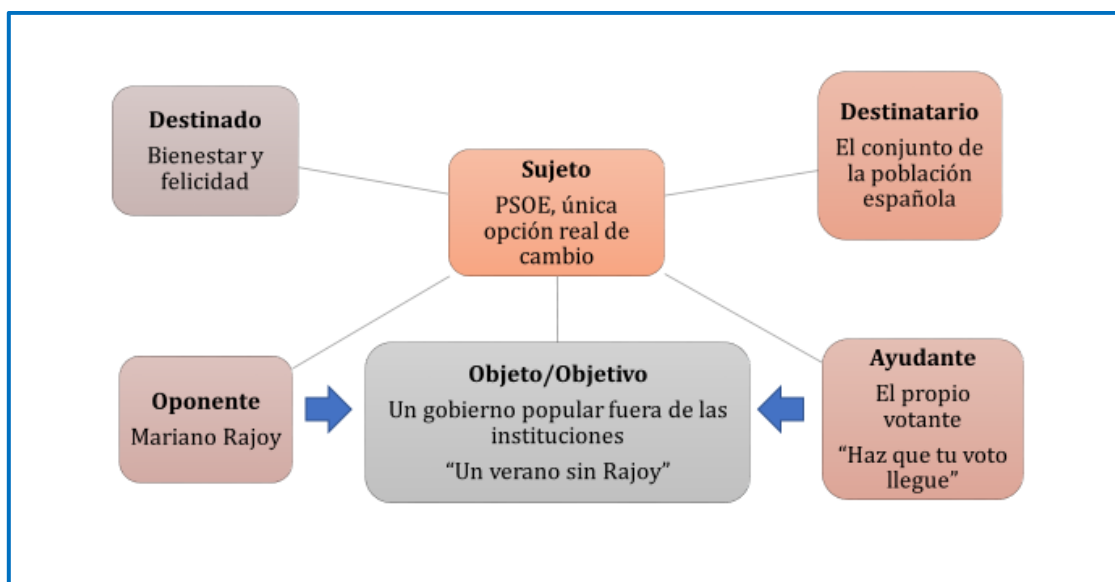 Destinado
Bienestar y
felicidad
Destinatario
El conjunto de
la población
española
Sujeto
PSOE, única
opción real de
cambio
Oponente
Mariano Rajoy
Objeto/Objetivo
Un gobierno popular fuera de las
instituciones
“Un verano sin Rajoy”
Ayudante
El propio
votante
“Haz que tu voto
llegue”